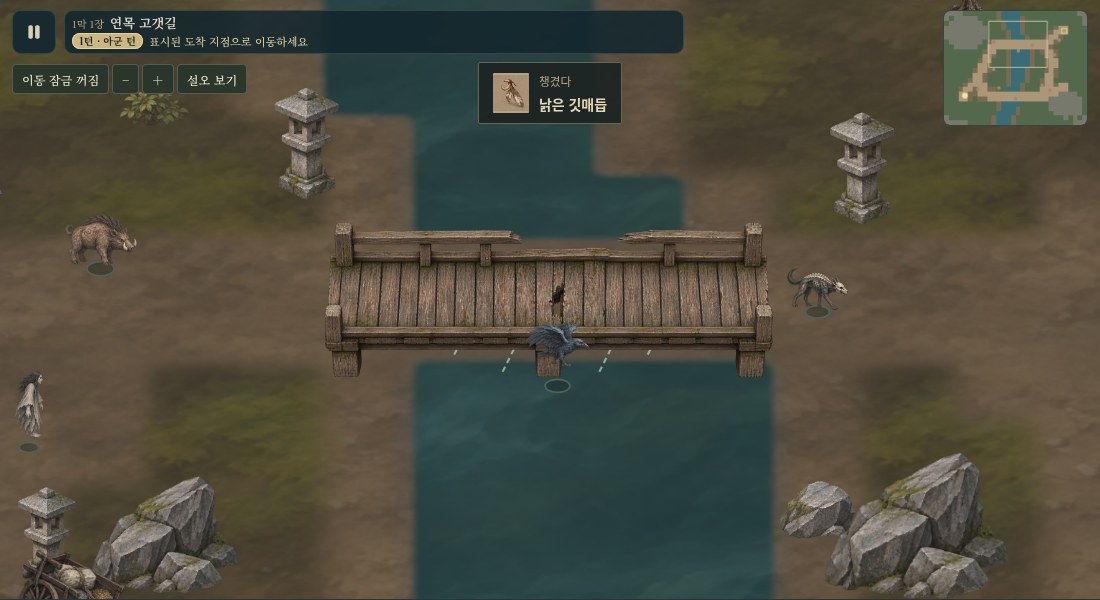 1막 1장 연목 고갯길
1턴 · 아군 턴 표시된 도착 지점으로 이동하세요
이동 잠금 꺼짐 − + 설오 보기
챙겼다
낡은 깃매듭